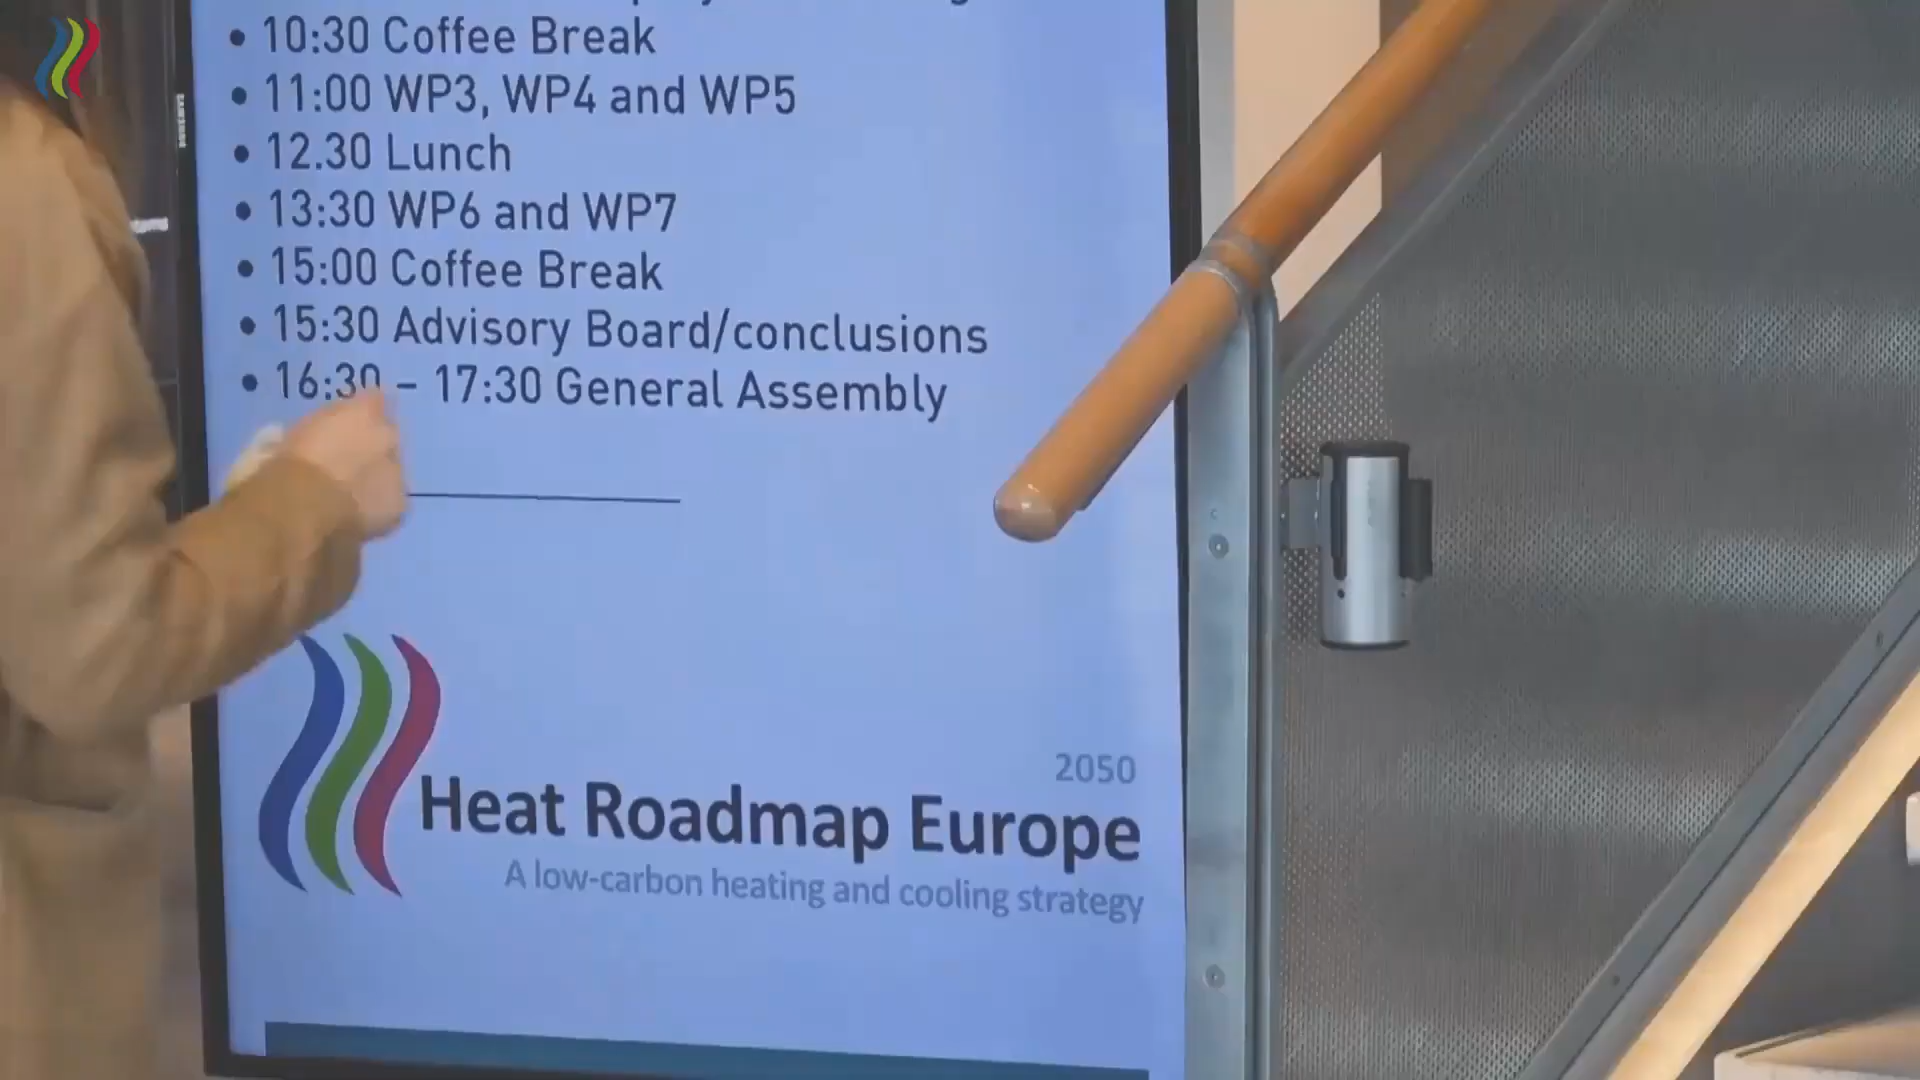 • 10:30 Coffee Break
• 11:00 WP3, WP4 and WP5
• 12.30 Lunch
• 13:30 WP6 and WP7
• 15:00 Coffee Break
• 15:30 Advisory Board/conclusions
• 16:30 – 17:30 General Assembly
2050
Heat Roadmap Europe
A low-carbon heating and cooling strategy